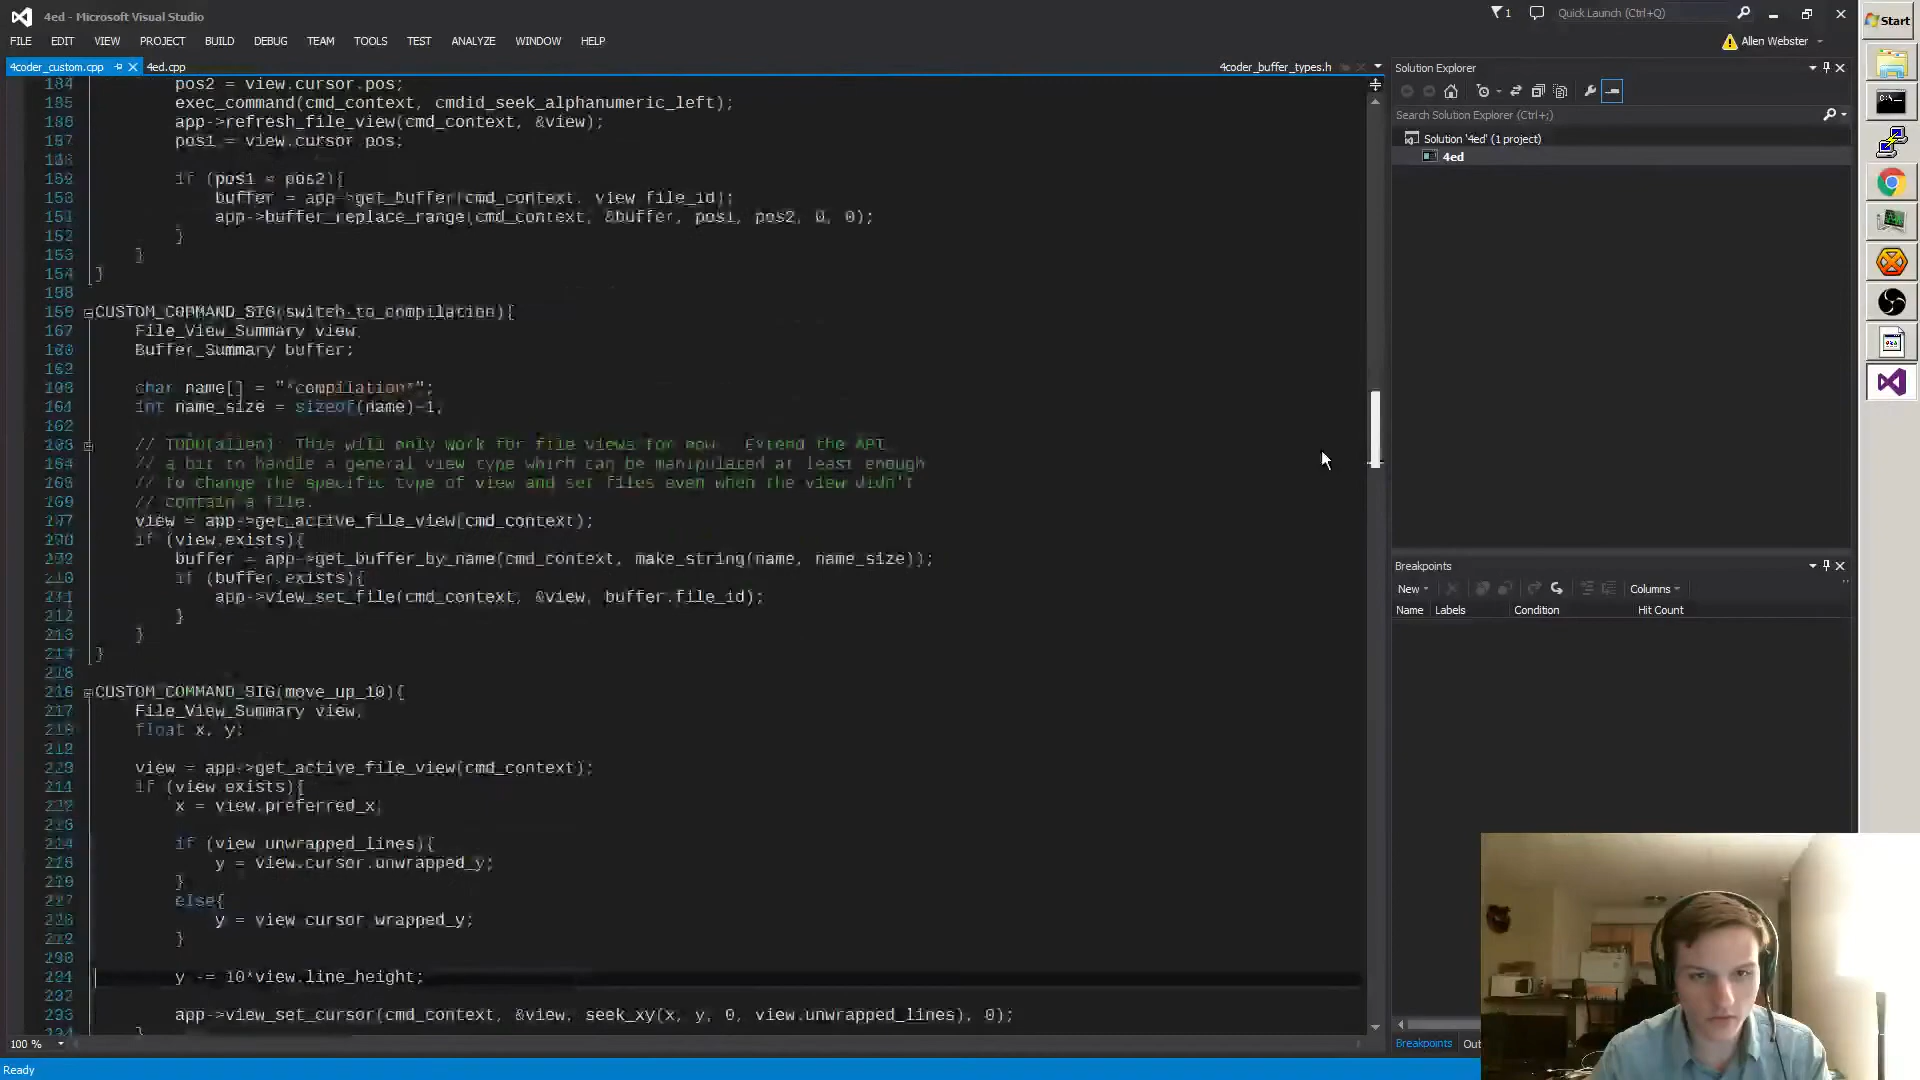 4ed - Microsoft Visual Studio
1
Quick Launch (Ctrl+Q)
FILE EDIT VIEW PROJECT BUILD DEBUG TEAM TOOLS TEST ANALYZE WINDOW HELP
Allen Webster
Start
4coder_custom.cpp
4ed.cpp
4coder_buffer_types.h
pos2 = view.cursor.pos;
exec_command(cmd_context, cmdid_seek_alphanumeric_left);
app->refresh_file_view(cmd_context, &view);
pos1 = view.cursor pos;
if (pos1 < pos2){
buffer = app->get_buffer(cmd_context, view file_id);
app->buffer_replace_range(cmd_context, &buffer, pos1, pos2, 0, 0);
}
}
}
CUSTOM_COMMAND_SIG(switch_to_compilation){
File_View_Summary view
Buffer_Summary buffer;
char name[] = "*compilation*";
int name_size = sizeof(name)-1,
// TODO(allen) This will only work for file views for now. Extend the API
// a bit to handle a general view type which can be manipulated at least enough
// to change the specific type of view and set files even when the view didn't
// contain a file.
view = app->get_active_file_view(cmd_context);
if (view.exists){
buffer = app->get_buffer_by_name(cmd_context, make_string(name, name_size));
if (buffer exists){
app->view_set_file(cmd_context, &view, buffer.file_id);
}
}
}
CUSTOM_COMMAND_SIG(move_up_10){
File_View_Summary view,
float x, y;
view = app->get_active_file_view(cmd_context);
if (view exists){
x = view.preferred_x;
if (view unwrapped_lines){
y = view.cursor.unwrapped_y;
}
else{
y = view cursor wrapped_y;
}
y -= 10*view.line_height;
app->view_set_cursor(cmd_context, &view, seek_xy(x, y, 0, view.unwrapped_lines), 0);
}
100 %
Ready
Solution Explorer
Search Solution Explorer (Ctrl+;)
Solution '4ed' (1 project)
4ed
Breakpoints
New
Columns
Name Labels Condition Hit Count
Breakpoints
Out